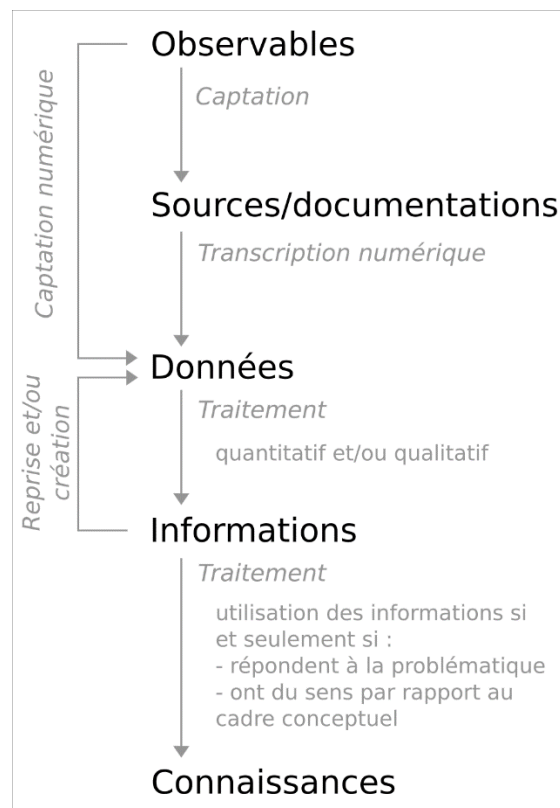 Observables
Captation
Captation numérique
Sources/documentations
Transcription numérique
Données
Traitement
quantitatif et/ou qualitatif
Reprise et/ou
création
Informations
Traitement
utilisation des informations si
et seulement si :
- répondent à la problématique
- ont du sens par rapport au
cadre conceptuel
Connaissances